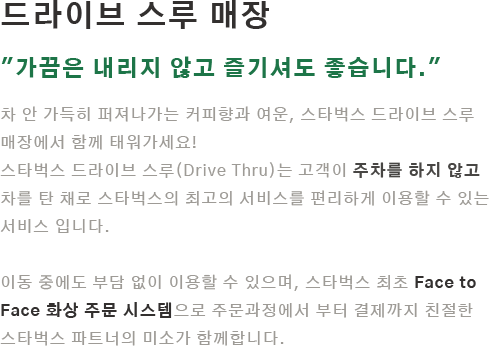 드라이브 스루 매장
"가끔은 내리지 않고 즐기셔도 좋습니다."
차 안 가득히 퍼져나가는 커피향과 여운, 스타벅스 드라이브 스루
매장에서 함께 태워가세요!
스타벅스 드라이브 스루(Drive Thru)는 고객이 주차를 하지 않고
차를 탄 채로 스타벅스의 최고의 서비스를 편리하게 이용할 수 있는
서비스 입니다.
이동 중에도 부담 없이 이용할 수 있으며, 스타벅스 최초 Face to
Face 화상 주문 시스템으로 주문과정에서 부터 결제까지 친절한
스타벅스 파트너의 미소가 함께합니다.